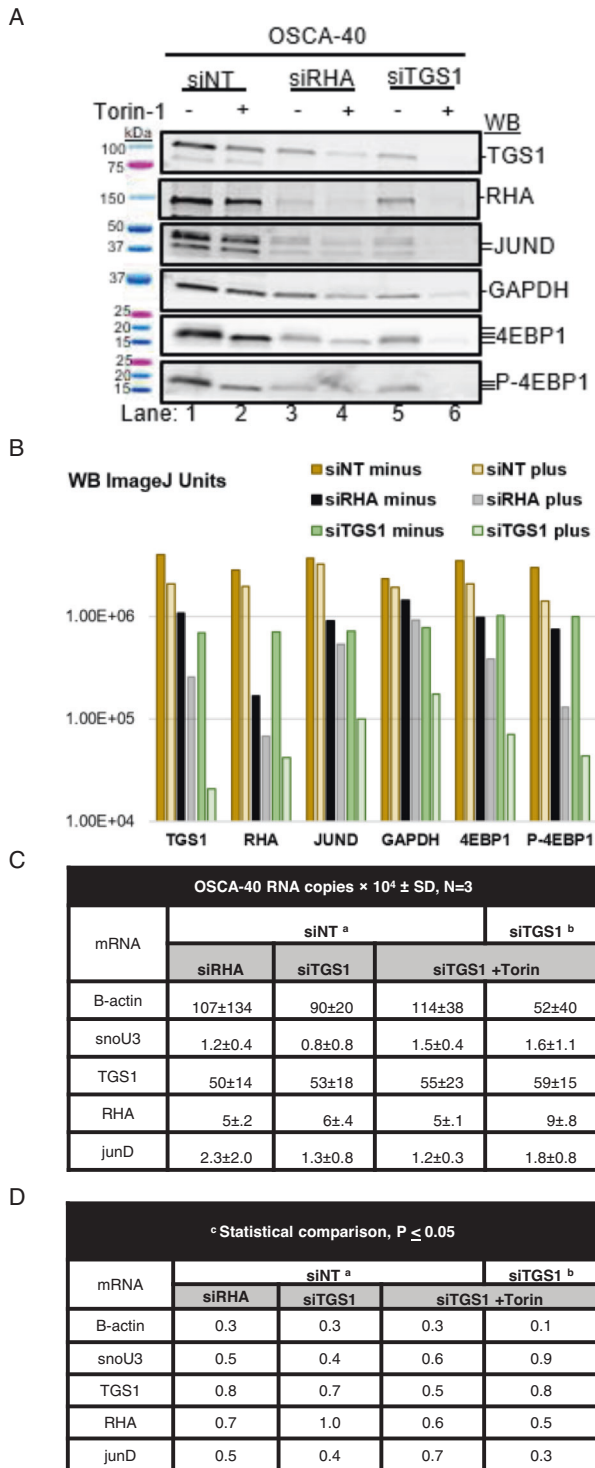 A
OSCA-40
siNT siRHA siTGS1
Torin-1 - + - + - +
kDa WB
100
75
TGS1
150
RHA
50
37
JUND
37
GAPDH
25
20
15
4EBP1
25
20
15
P-4EBP1
Lane: 1 2 3 4 5 6
B
WB ImageJ Units
siNT minus siNT plus
siRHA minus siRHA plus
siTGS1 minus siTGS1 plus
1.00E+06
1.00E+05
1.00E+04
TGS1 RHA JUND GAPDH 4EBP1 P-4EBP1
C
OSCA-40 RNA copies × 10⁴ ± SD, N=3
mRNA siNT ᵃ siTGS1 ᵇ
siRHA siTGS1 siTGS1 +Torin
B-actin 107±134 90±20 114±38 52±40
snoU3 1.2±0.4 0.8±0.8 1.5±0.4 1.6±1.1
TGS1 50±14 53±18 55±23 59±15
RHA 5±.2 6±.4 5±.1 9±.8
junD 2.3±2.0 1.3±0.8 1.2±0.3 1.8±0.8
D
ᶜ Statistical comparison, P ≤ 0.05
mRNA siNT ᵃ siTGS1 ᵇ
siRHA siTGS1 siTGS1 +Torin
B-actin 0.3 0.3 0.3 0.1
snoU3 0.5 0.4 0.6 0.9
TGS1 0.8 0.7 0.5 0.8
RHA 0.7 1.0 0.6 0.5
junD 0.5 0.4 0.7 0.3